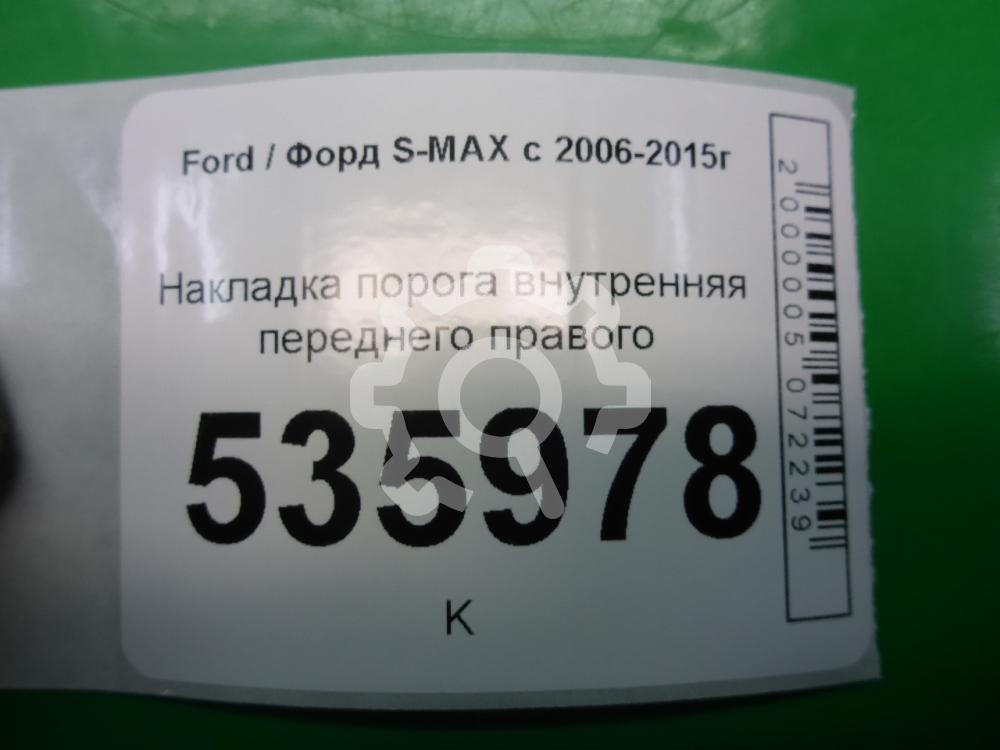 Ford / Форд S-MAX с 2006-2015г
Накладка порога внутренняя
переднего правого
535978
К
2000005072239